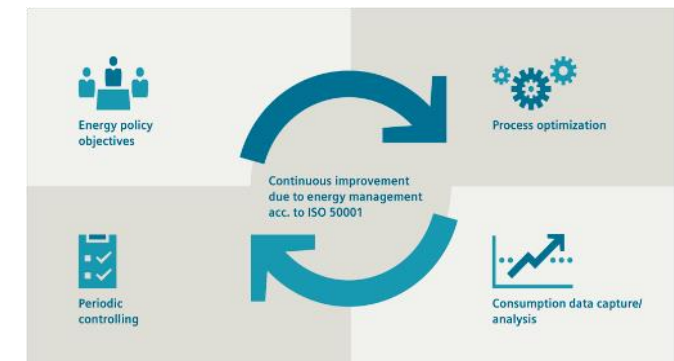 Energy policy
objectives
Process optimization
Continuous improvement
due to energy management
acc. to ISO 50001
Periodic
controlling
Consumption data capture/
analysis